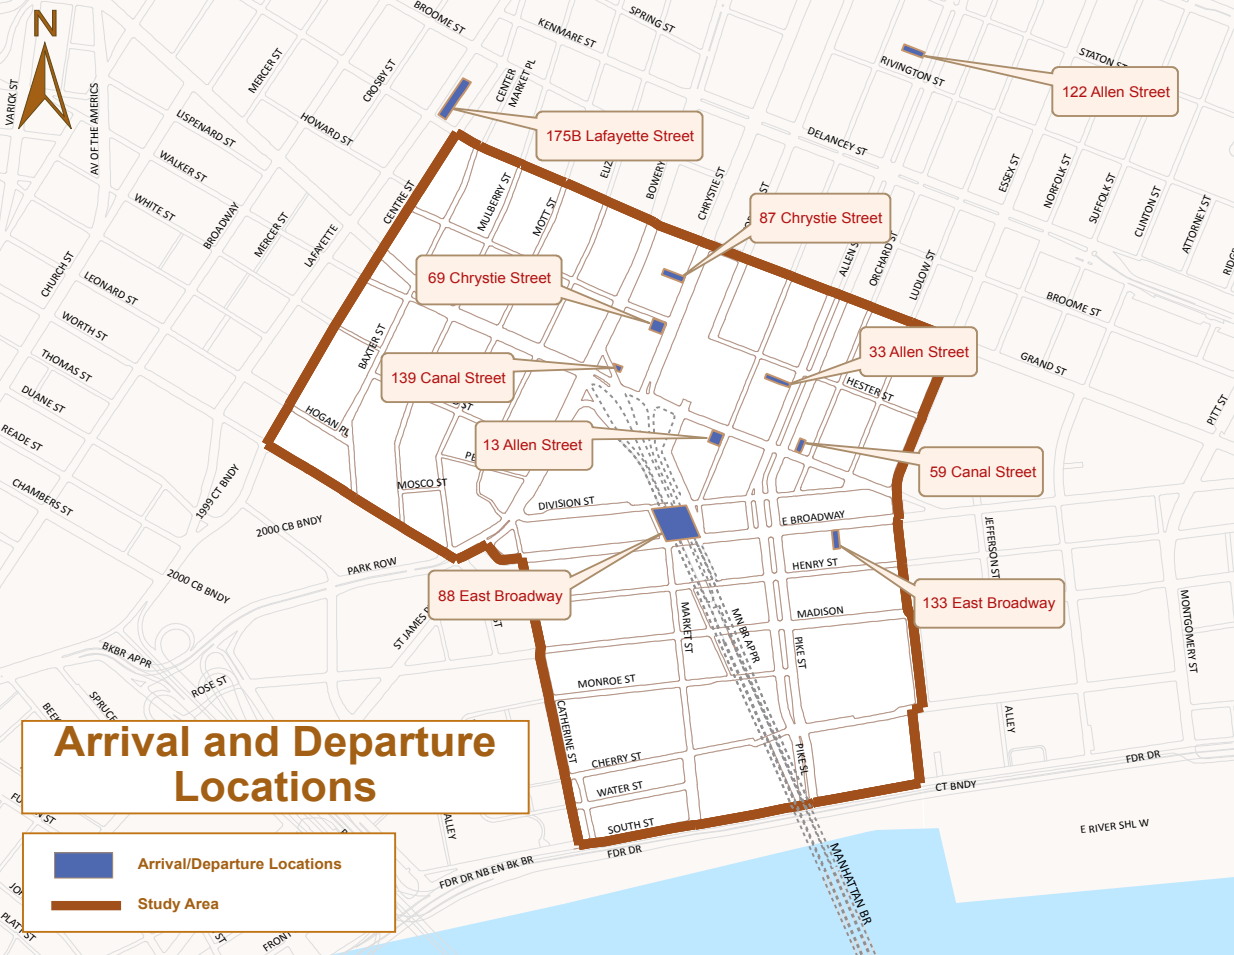 N
BROOME ST
KENMARE ST
SPRING ST
STATON ST
RIVINGTON ST
122 Allen Street
VARICK ST
AV OF THE AMERICS
MERCER ST
CROSBY ST
CENTER
MARKET PL
LISPENARD ST
HOWARD ST
175B Lafayette Street
DELANCEY ST
WALKER ST
WHITE ST
BROADWAY
MERCER ST
LAFAYETTE
CENTRE ST
MULBERRY ST
MOTT ST
BOWERY
CHRYSTIE ST
ESSEX ST
NORFOLK ST
SUFFOLK ST
CLINTON ST
ATTORNEY ST
87 Chrystie Street
ORCHARD ST
LUDLOW ST
CHURCH ST
LEONARD ST
69 Chrystie Street
BROOME ST
WORTH ST
THOMAS ST
BAXTER ST
33 Allen Street
GRAND ST
139 Canal Street
HESTER ST
DUANE ST
HOGAN PL
PITT ST
READE ST
13 Allen Street
59 Canal Street
CHAMBERS ST
1999 CT BNDY
MOSCO ST
DIVISION ST
E BROADWAY
2000 CB BNDY
JEFFERSON ST
PARK ROW
HENRY ST
2000 CB BNDY
88 East Broadway
133 East Broadway
MADISON
MARKET ST
MN BR APPR
PIKE ST
MONTGOMERY ST
BKBR APPR
ROSE ST
MONROE ST
CATHERINE ST
ALLEY
Arrival and Departure
Locations
CHERRY ST
PIKE SL
FDR DR
WATER ST
CT BNDY
SOUTH ST
FDR DR
E RIVER SHL W
ALLEY
Arrival/Departure Locations
FDR DR NB EN BK BR
MANHATTAN BR
Study Area
PLATT ST